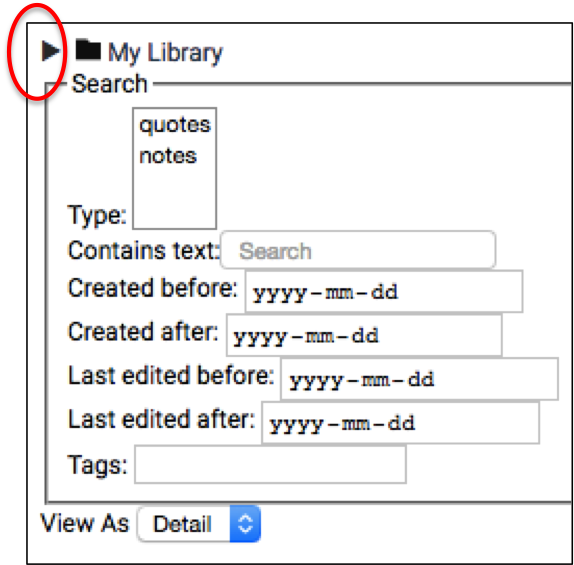 My Library
Search
quotes
notes
Type:
Contains text: Search
Created before: yyyy-mm-dd
Created after: yyyy-mm-dd
Last edited before: yyyy-mm-dd
Last edited after: yyyy-mm-dd
Tags:
View As Detail